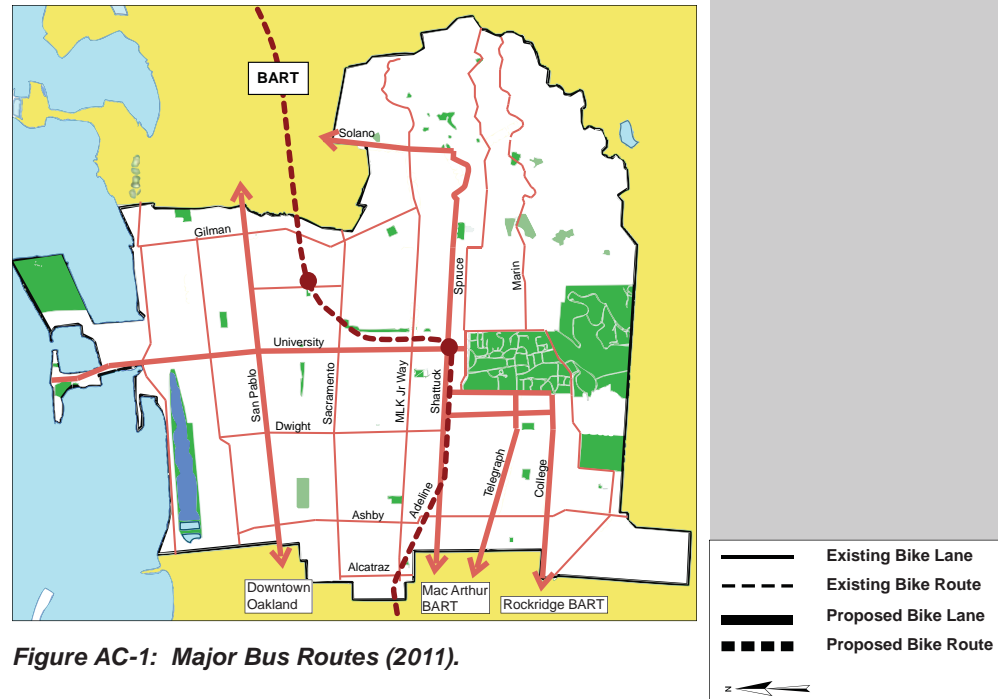 BART
Solano
Gilman
Spruce
Marin
University
San Pablo
Sacramento
MLK Jr Way
Shattuck
Dwight
Telegraph
College
Adeline
Ashby
Alcatraz
Downtown
Oakland
Mac Arthur
BART
Rockridge BART
Existing Bike Lane
Existing Bike Route
Proposed Bike Lane
Proposed Bike Route
N
Figure AC-1: Major Bus Routes (2011).